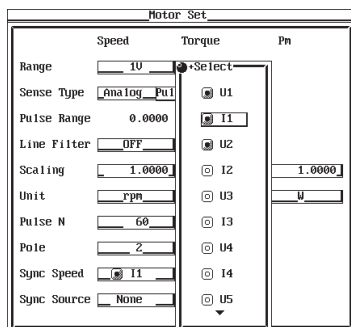 Motor Set
Speed Torque Pm
Range 1V +Select
Sense Type Analog Pul U1
Pulse Range 0.0000 I1
Line Filter OFF U2
Scaling 1.0000 I2 1.0000
Unit rpm U3 W
Pulse N 60 I3
Pole 2 U4
Sync Speed I1 I4
Sync Source None U5